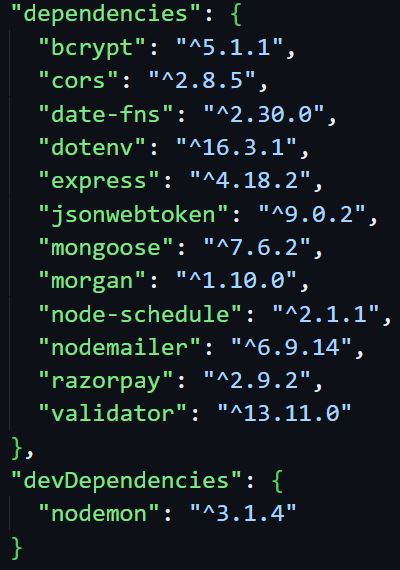 "dependencies": {
"bcrypt": "^5.1.1",
"cors": "^2.8.5",
"date-fns": "^2.30.0",
"dotenv": "^16.3.1",
"express": "^4.18.2",
"jsonwebtoken": "^9.0.2",
"mongoose": "^7.6.2",
"morgan": "^1.10.0",
"node-schedule": "^2.1.1",
"nodemailer": "^6.9.14",
"razorpay": "^2.9.2",
"validator": "^13.11.0"
},
"devDependencies": {
"nodemon": "^3.1.4"
}